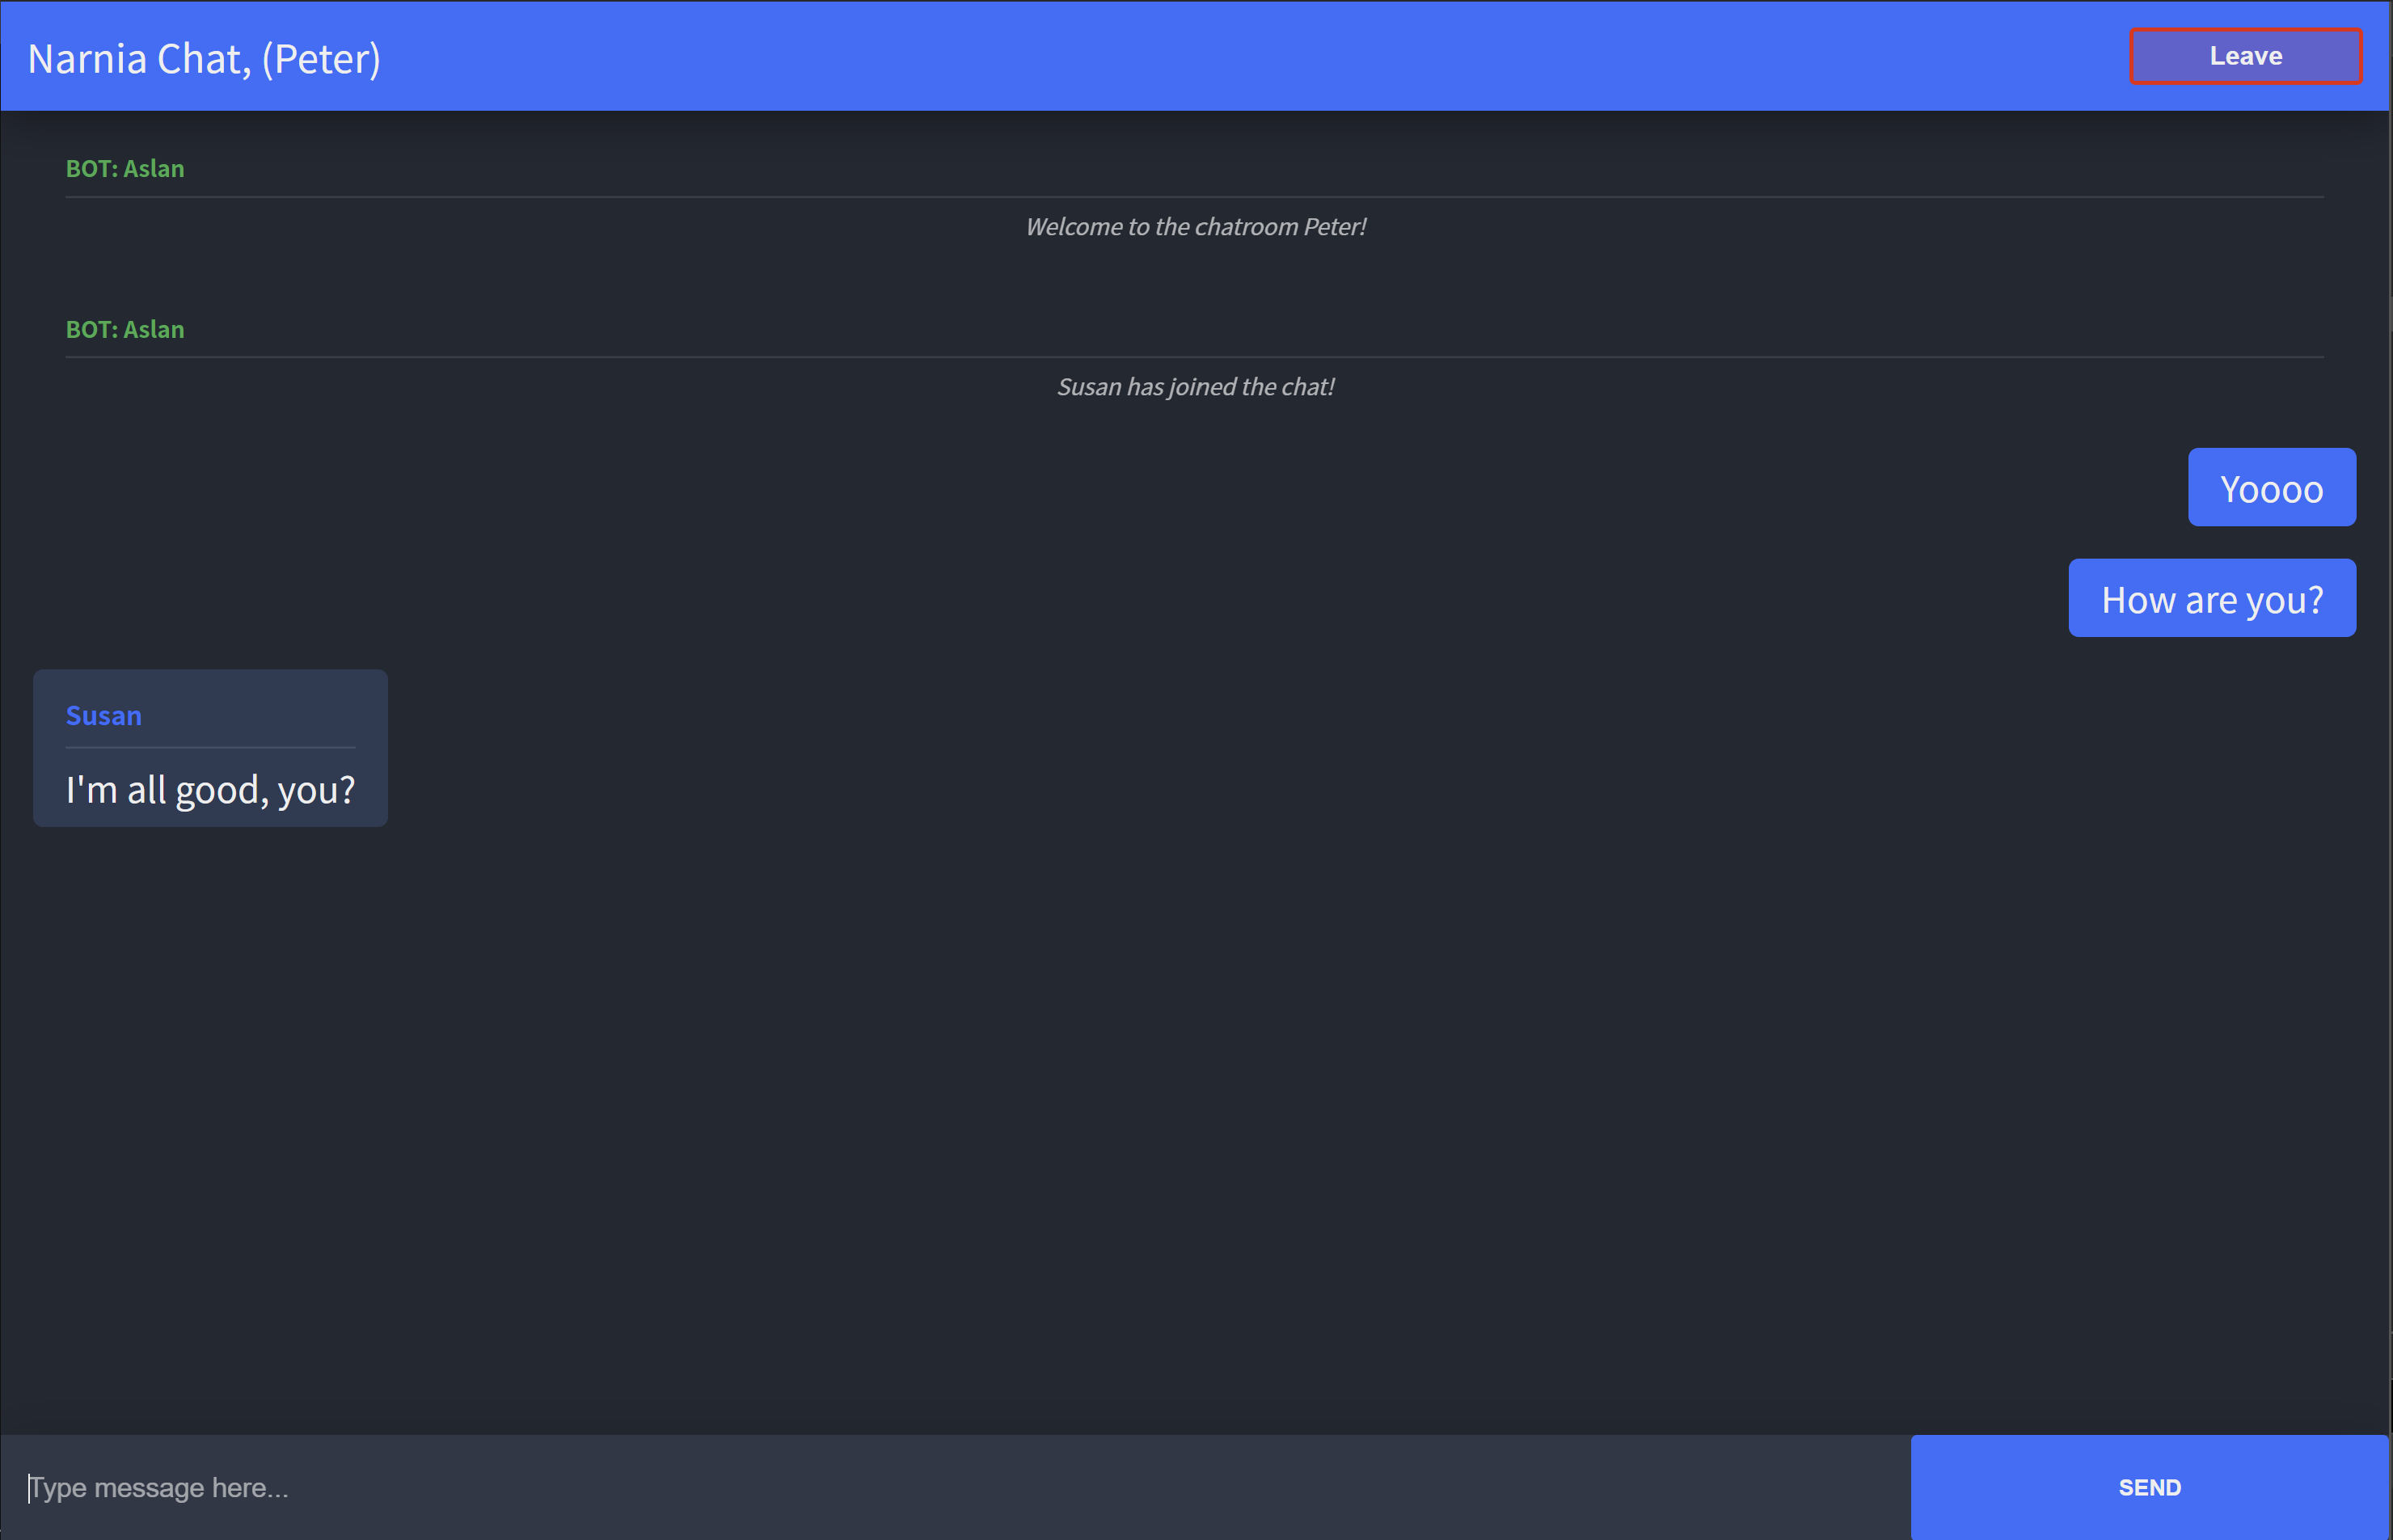 Narnia Chat, (Peter)
Leave
BOT: Aslan
Welcome to the chatroom Peter!
BOT: Aslan
Susan has joined the chat!
Yoooo
How are you?
Susan
I'm all good, you?
Type message here...
SEND